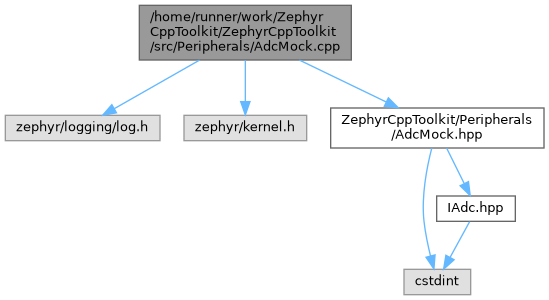 /home/runner/work/Zephyr
CppToolkit/ZephyrCppToolkit
/src/Peripherals/AdcMock.cpp
zephyr/logging/log.h
zephyr/kernel.h
ZephyrCppToolkit/Peripherals
/AdcMock.hpp
IAdc.hpp
cstdint